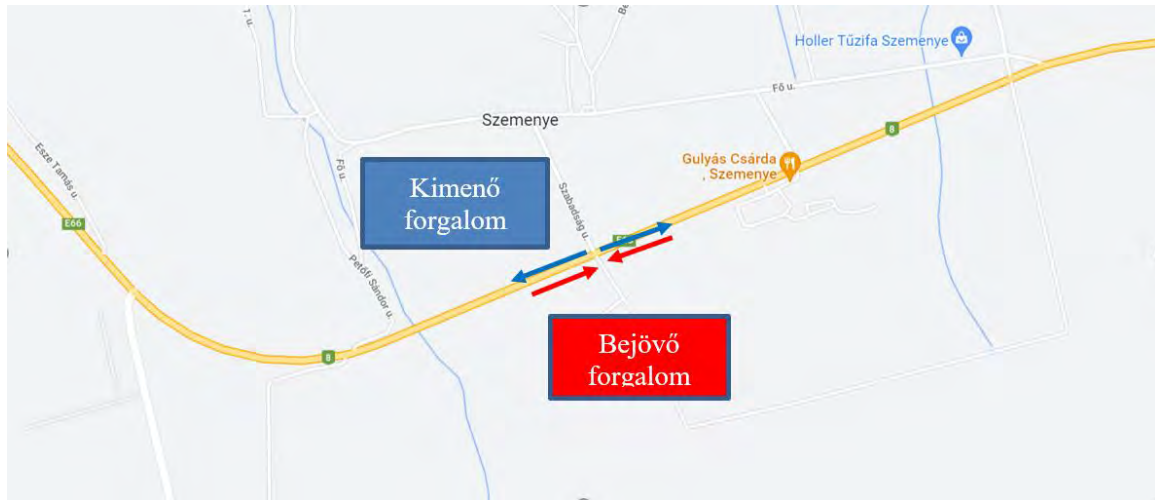 Holler Tűzifa Szemenye
Fő u.
Szemenye
8
Esze Tamás u.
Fő u.
Gulyás Csárda
, Szemenye
Kimenő
forgalom
Szabadság u.
E66
Petőfi Sándor u.
8
Bejövő
forgalom